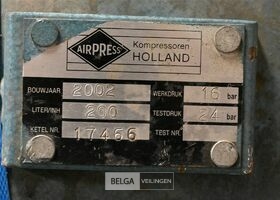 AIRPRESS
Kompressoren
HOLLAND
BOUWJAAR 2002 WERKDRUK 16 bar
LITER/INH 200 TESTDRUK 24 bar
KETEL NR. 17466 TEST NR.
BELGA VEILINGEN